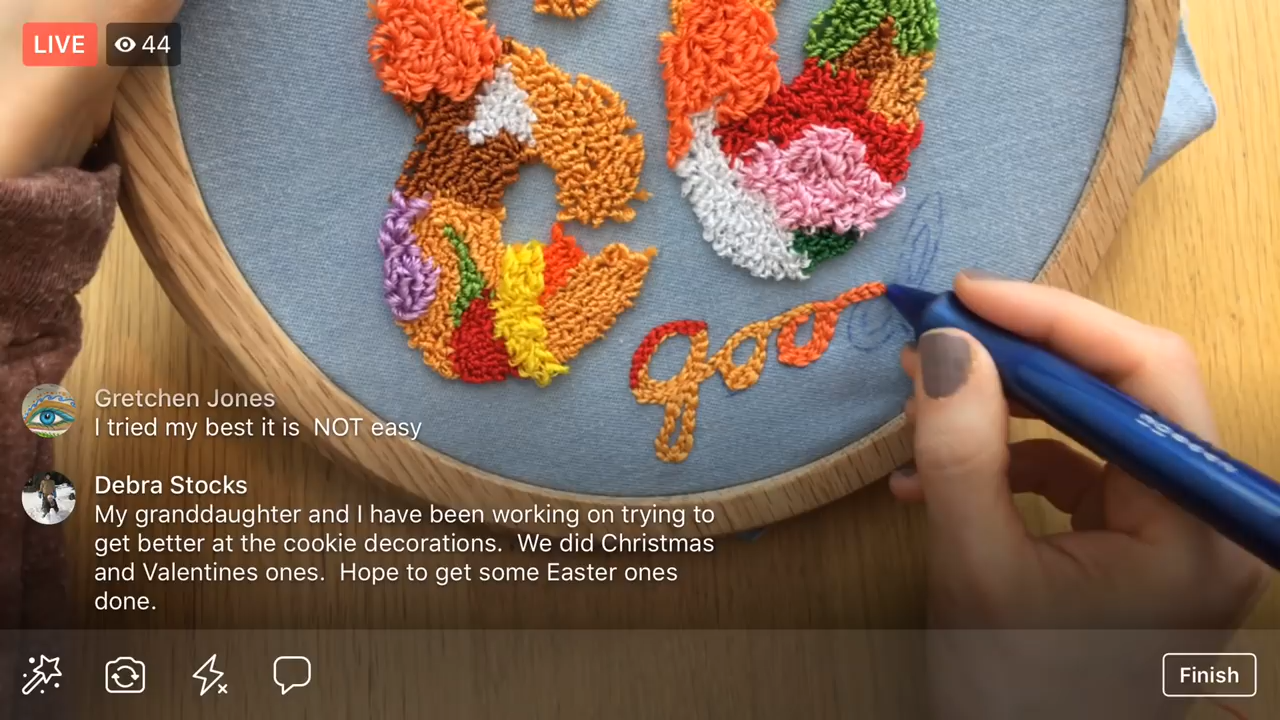 LIVE
44
Gretchen Jones
I tried my best it is  NOT easy
Debra Stocks
My granddaughter and I have been working on trying to
get better at the cookie decorations.  We did Christmas
and Valentines ones.  Hope to get some Easter ones
done.
Finish